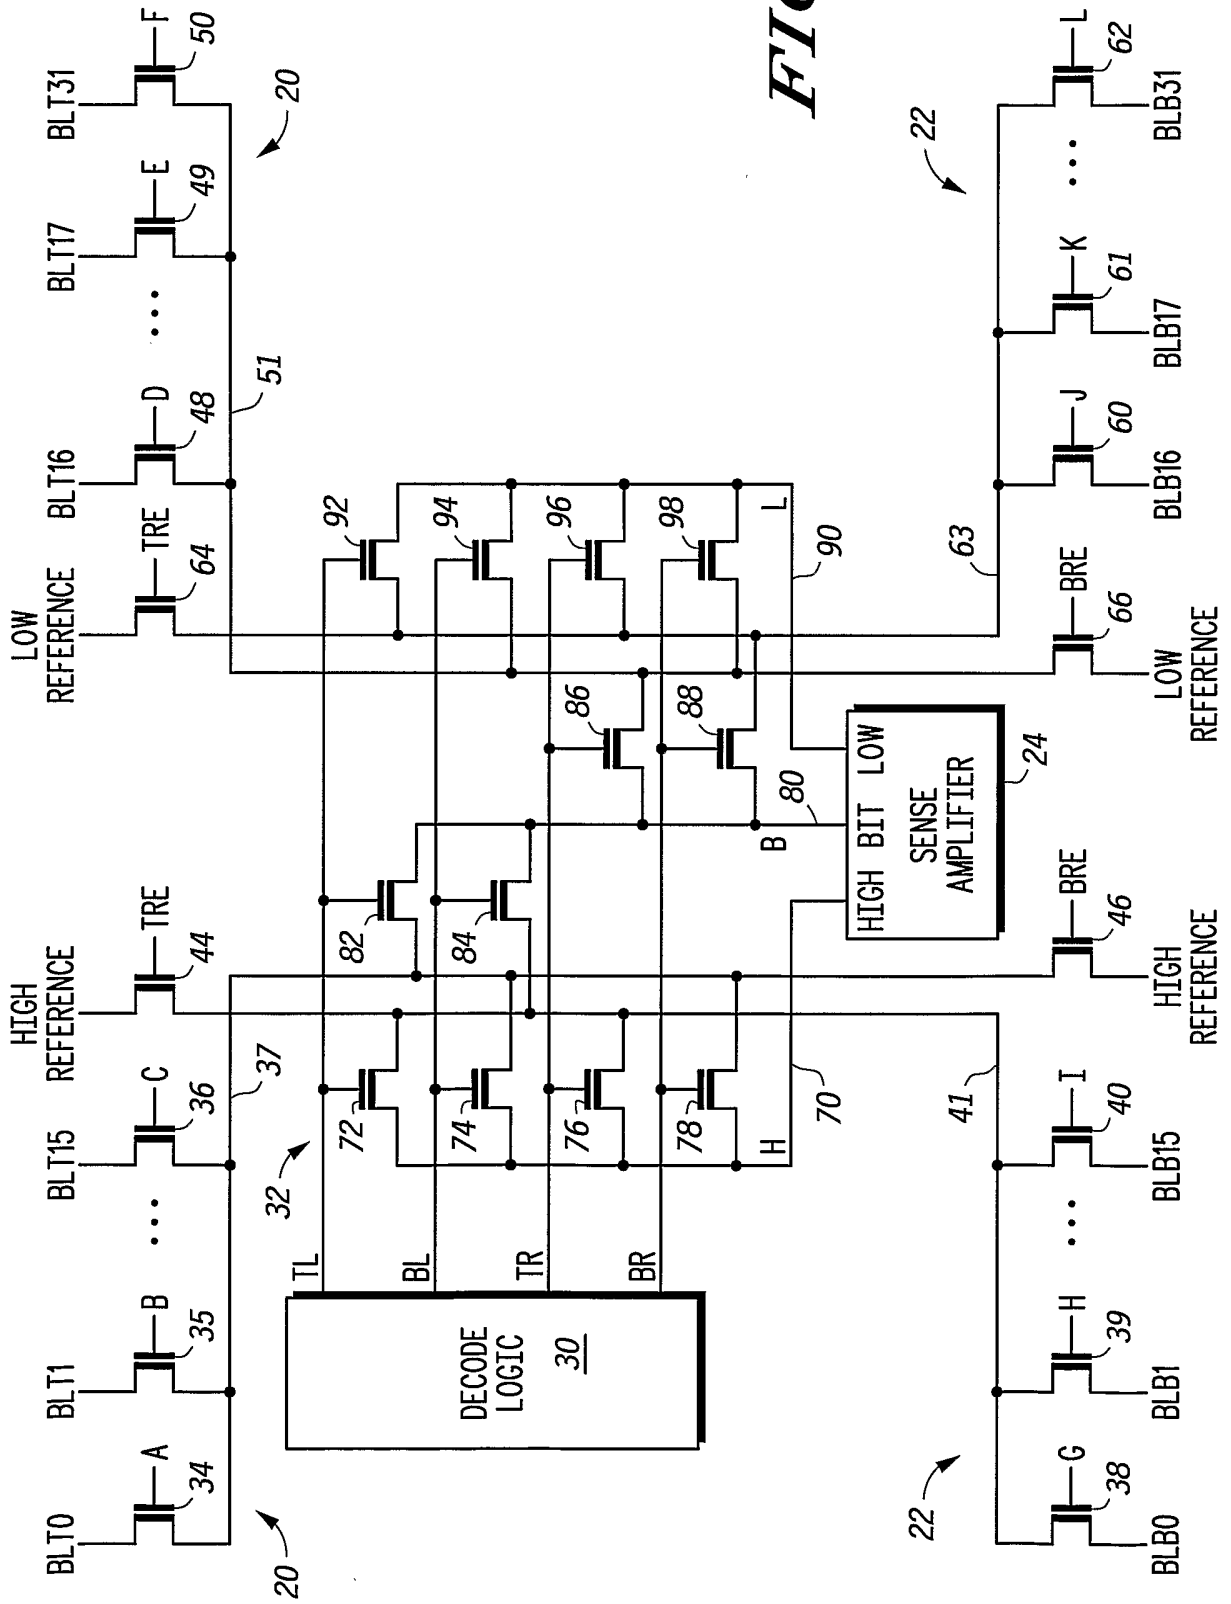 BLT0
BLT1
BLT15
HIGH
REFERENCE
LOW
REFERENCE
BLT16
BLT17
BLT31
A
B
• • •
C
TRE
TRE
D
• • •
E
F
34
35
36
44
64
48
49
50
20
37
51
20
32
TL
BL
TR
BR
DECODE
LOGIC
30
72
74
76
78
82
84
86
88
92
94
96
98
H
70
B
80
L
90
HIGH BIT LOW
SENSE
AMPLIFIER
24
22
41
63
22
G
H
• • •
I
BRE
BRE
J
K
• • •
L
38
39
40
46
66
60
61
62
BLB0
BLB1
BLB15
HIGH
REFERENCE
LOW
REFERENCE
BLB16
BLB17
BLB31